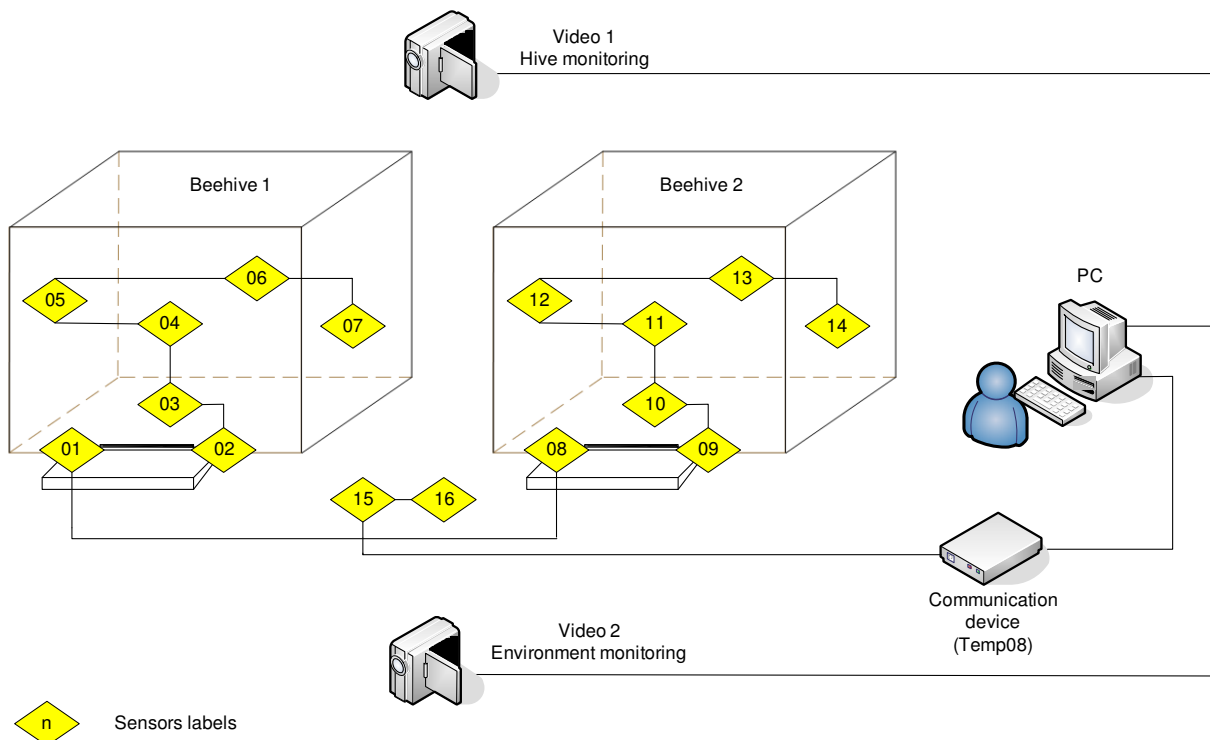 Video 1
Hive monitoring
Beehive 1
Beehive 2
06
13
PC
05
12
04
11
07
14
03
10
01
02
08
09
15
16
Communication
device
(Temp08)
Video 2
Environment monitoring
n
Sensors labels